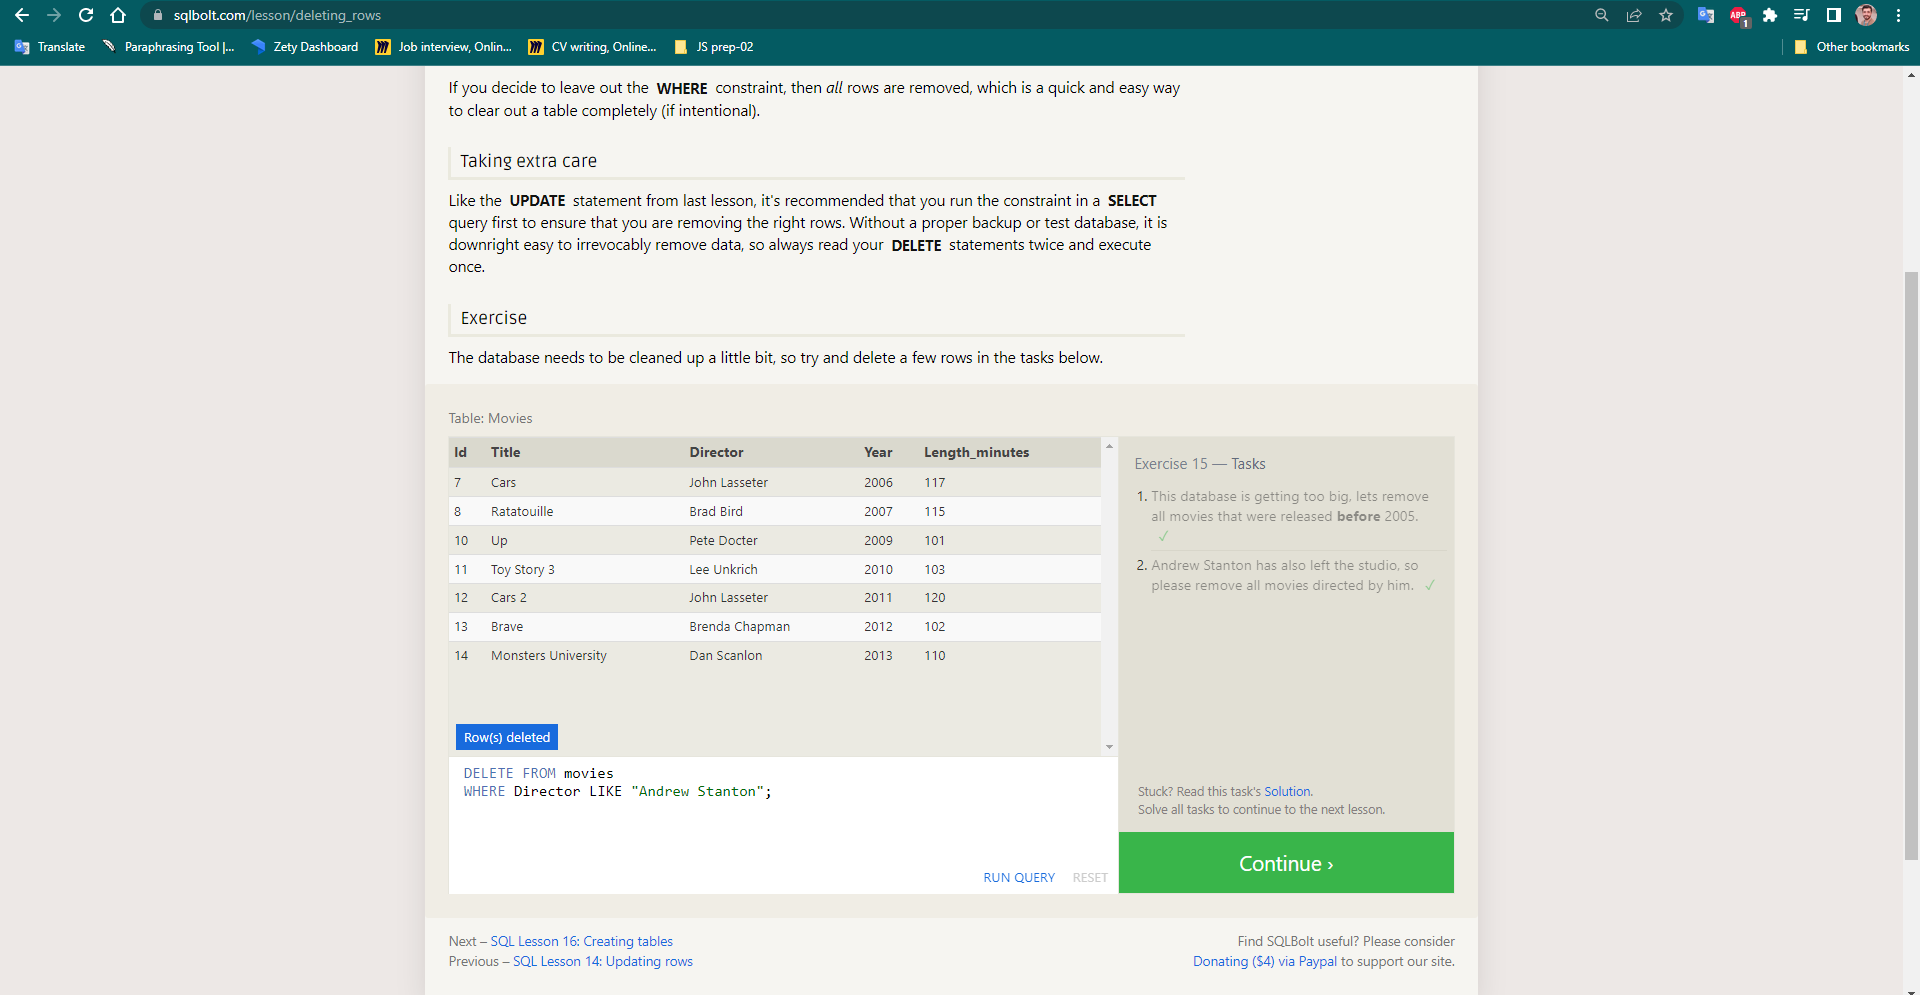 sqlbolt.com/lesson/deleting_rows
ABP
1
Translate
Paraphrasing Tool |...
Zety Dashboard
Job interview, Onlin...
CV writing, Online...
JS prep-02
Other bookmarks
If you decide to leave out the WHERE constraint, then all rows are removed, which is a quick and easy way
to clear out a table completely (if intentional).
Taking extra care
Like the UPDATE statement from last lesson, it's recommended that you run the constraint in a SELECT
query first to ensure that you are removing the right rows. Without a proper backup or test database, it is
downright easy to irrevocably remove data, so always read your DELETE statements twice and execute
once.
Exercise
The database needs to be cleaned up a little bit, so try and delete a few rows in the tasks below.
Table: Movies
Id Title Director Year Length_minutes
7 Cars John Lasseter 2006 117
8 Ratatouille Brad Bird 2007 115
10 Up Pete Docter 2009 101
11 Toy Story 3 Lee Unkrich 2010 103
12 Cars 2 John Lasseter 2011 120
13 Brave Brenda Chapman 2012 102
14 Monsters University Dan Scanlon 2013 110
Row(s) deleted
DELETE FROM movies
WHERE Director LIKE "Andrew Stanton";
RUN QUERY RESET
Exercise 15 — Tasks
1. This database is getting too big, lets remove
all movies that were released before 2005.
✓
2. Andrew Stanton has also left the studio, so
please remove all movies directed by him. ✓
Stuck? Read this task's Solution.
Solve all tasks to continue to the next lesson.
Continue ›
Next – SQL Lesson 16: Creating tables
Previous – SQL Lesson 14: Updating rows
Find SQLBolt useful? Please consider
Donating ($4) via Paypal to support our site.